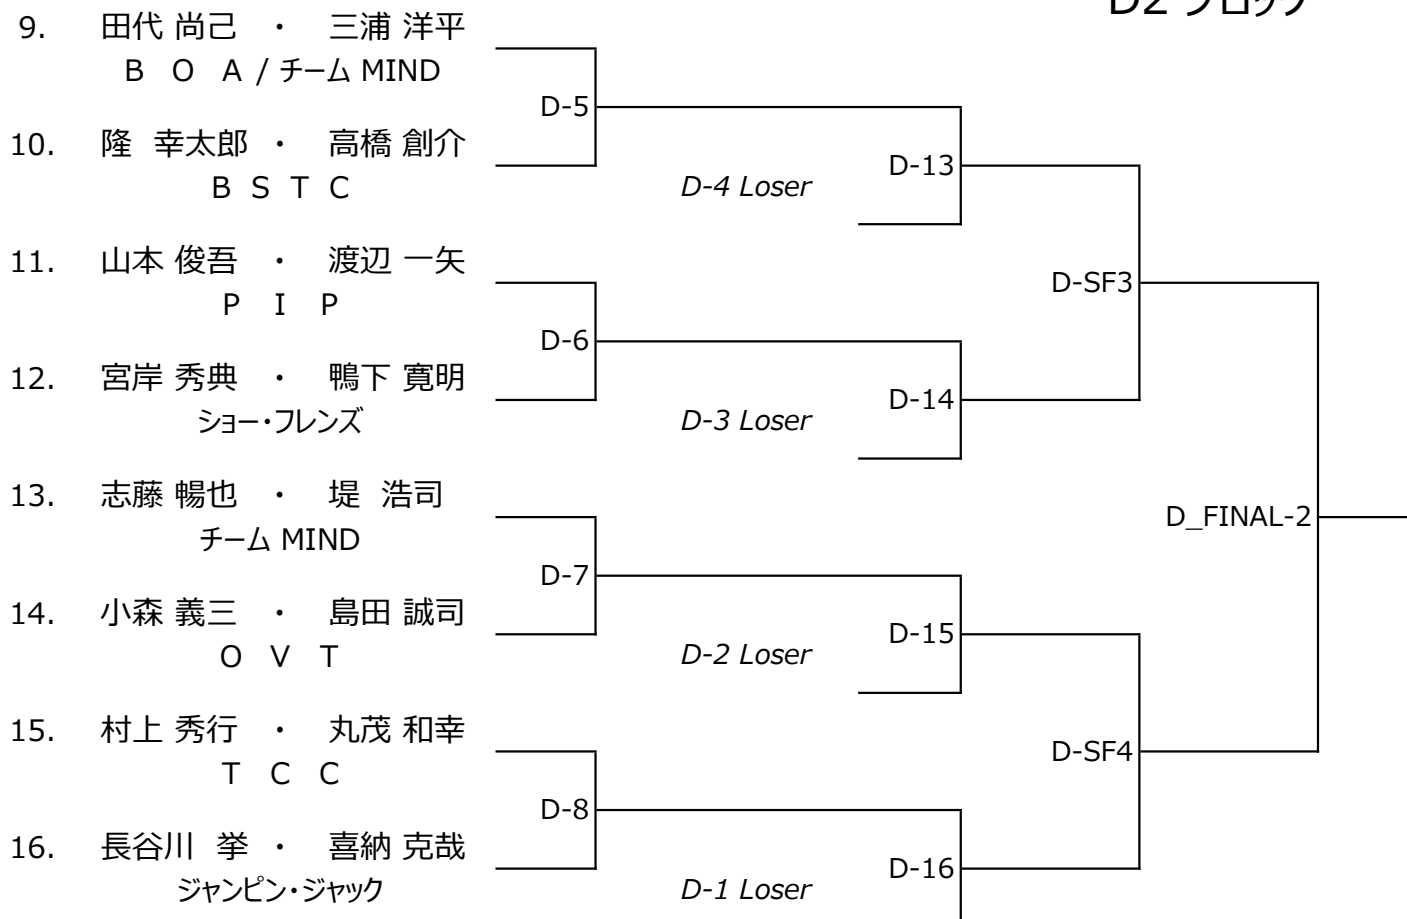 D2 ブロック
9. 田代 尚己 ・ 三浦 洋平
B O A / チーム MIND
D-5
10. 隆 幸太郎 ・ 高橋 創介
B S T C
D-4 Loser
D-13
11. 山本 俊吾 ・ 渡辺 一矢
P I P
D-SF3
D-6
12. 宮岸 秀典 ・ 鴨下 寛明
ショー・フレンズ
D-3 Loser
D-14
13. 志藤 暢也 ・ 堤 浩司
チーム MIND
D_FINAL-2
D-7
14. 小森 義三 ・ 島田 誠司
O V T
D-2 Loser
D-15
15. 村上 秀行 ・ 丸茂 和幸
T C C
D-SF4
D-8
16. 長谷川 挙 ・ 喜納 克哉
ジャンピン・ジャック
D-1 Loser
D-16